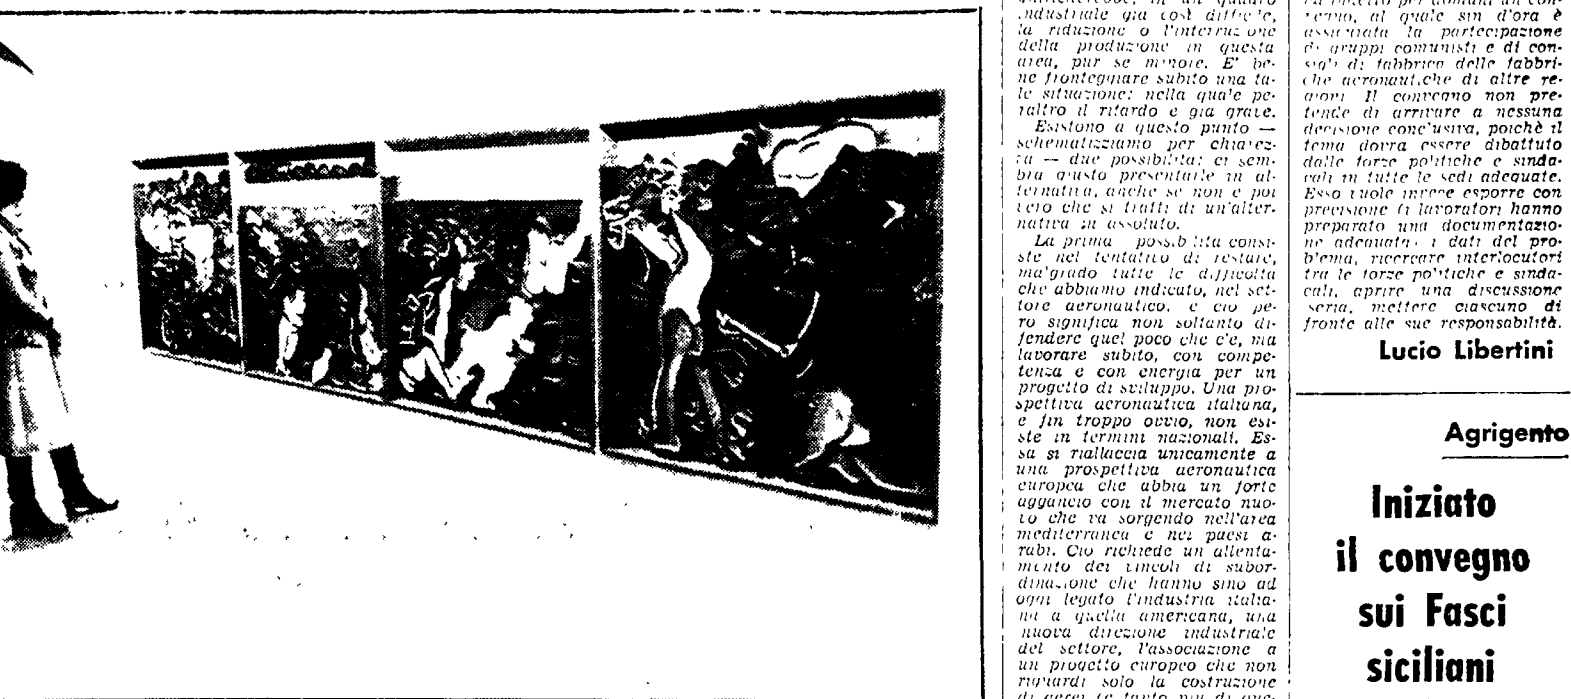 industriale già così difficile,
la riduzione o l'interruzione
della produzione in questa
area, pur se minore. E' be-
ne fronteggiare subito una ta-
le situazione: nella quale pe-
raltro il ritardo è già grave.
Esistono a questo punto —
schematizziamo per chiarez-
za — due possibilità: ci sem-
bra giusto presentarle in al-
ternativa, anche se non è poi
vero che si tratti di un'alter-
nativa in assoluto.
La prima possibilità consi-
ste nel tentativo di restare,
malgrado tutte le difficoltà
che abbiamo indicato, nel set-
tore aeronautico, e ciò pe-
rò significa non soltanto di-
fendere quel poco che c'è, ma
lavorare subito, con compe-
tenza e con energia per un
progetto di sviluppo. Una pro-
spettiva aeronautica italiana,
è fin troppo ovvio, non esi-
ste in termini nazionali. Es-
sa si riallaccia unicamente a
una prospettiva aeronautica
europea che abbia un forte
aggancio con il mercato nuo-
vo che va sorgendo nell'area
mediterranea e nei paesi a-
rabi. Ciò richiede un allenta-
mento dei vincoli di subor-
dinazione che hanno sino ad
oggi legato l'industria italia-
na a quella americana, una
nuova direzione industriale
del settore, l'associazione a
un progetto europeo che non
riguardi solo la costruzione
vegno, al quale sin d'ora è
assicurata la partecipazione
di gruppi comunisti e di con-
sigli di fabbrica delle fabbri-
che aeronautiche di altre re-
gioni. Il convegno non pre-
tende di arrivare a nessuna
decisione conclusiva, poichè il
tema dovrà essere dibattuto
dalle forze politiche e sinda-
cali in tutte le sedi adeguate.
Esso vuole invece esporre con
precisione (i lavoratori hanno
preparato una documentazio-
ne adeguata) i dati del pro-
blema, ricercare interlocutori
tra le forze politiche e sinda-
cali, aprire una discussione
seria, mettere ciascuno di
fronte alle sue responsabilità.
Lucio Libertini
Agrigento
Iniziato
il convegno
sui Fasci
siciliani